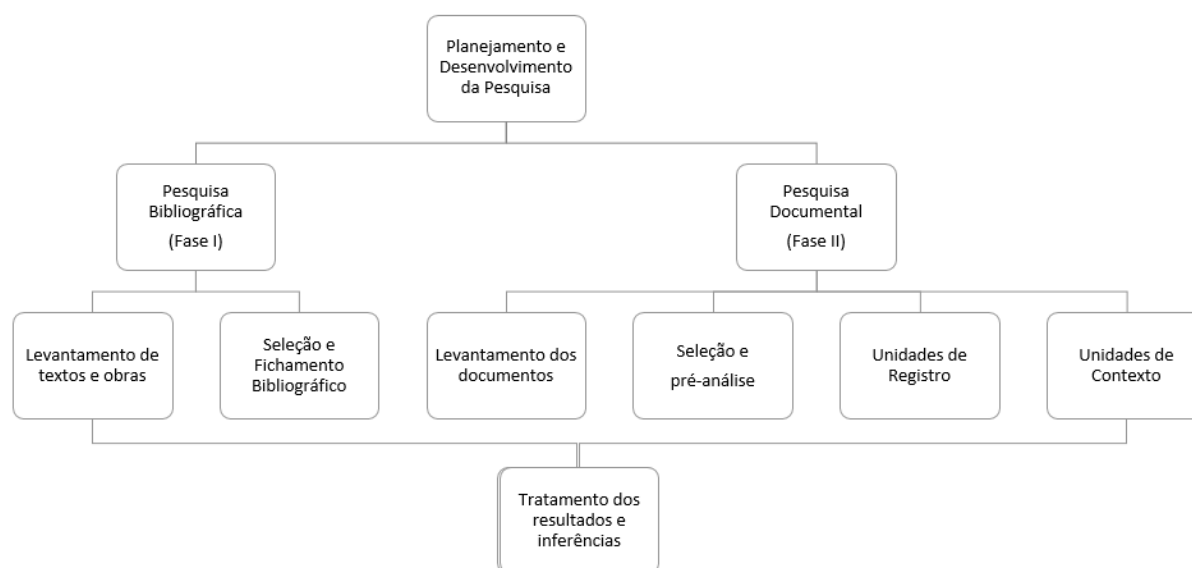 Planejamento e
Desenvolvimento
da Pesquisa
Pesquisa
Bibliográfica
(Fase I)
Pesquisa
Documental
(Fase II)
Levantamento de
textos e obras
Seleção e
Fichamento
Bibliográfico
Levantamento dos
documentos
Seleção e
pré-análise
Unidades de
Registro
Unidades de
Contexto
Tratamento dos
resultados e
inferências